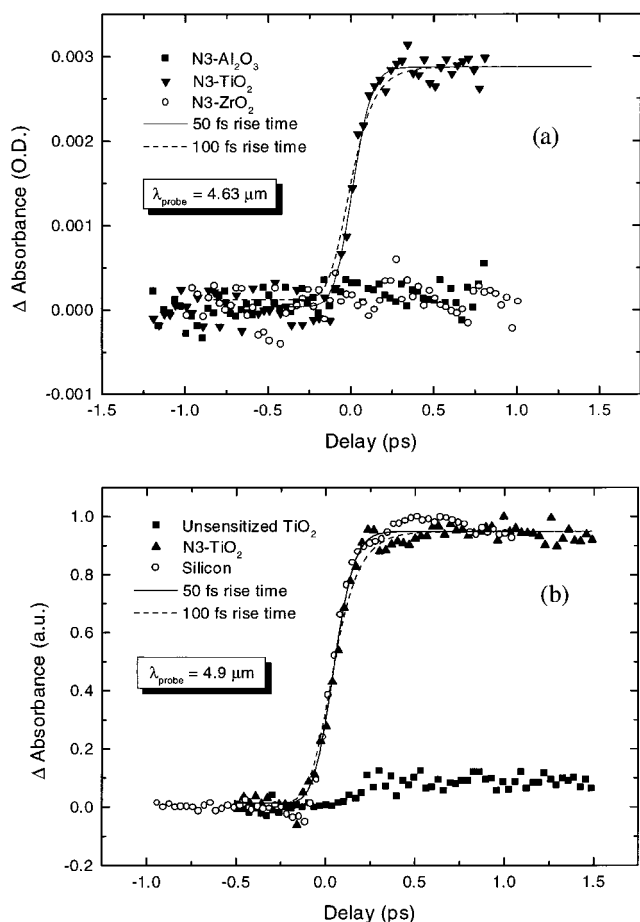 (a)
0.003
0.002
0.001
0.000
-0.001
Δ Absorbance (O.D.)
N3-Al₂O₃
N3-TiO₂
N3-ZrO₂
50 fs rise time
100 fs rise time
λprobe = 4.63 μm
-1.5 -1.0 -0.5 0.0 0.5 1.0 1.5
Delay (ps)
(b)
1.0
0.8
0.6
0.4
0.2
0.0
-0.2
Δ Absorbance (a.u.)
Unsensitized TiO₂
N3-TiO₂
Silicon
50 fs rise time
100 fs rise time
λprobe = 4.9 μm
-1.0 -0.5 0.0 0.5 1.0 1.5
Delay (ps)